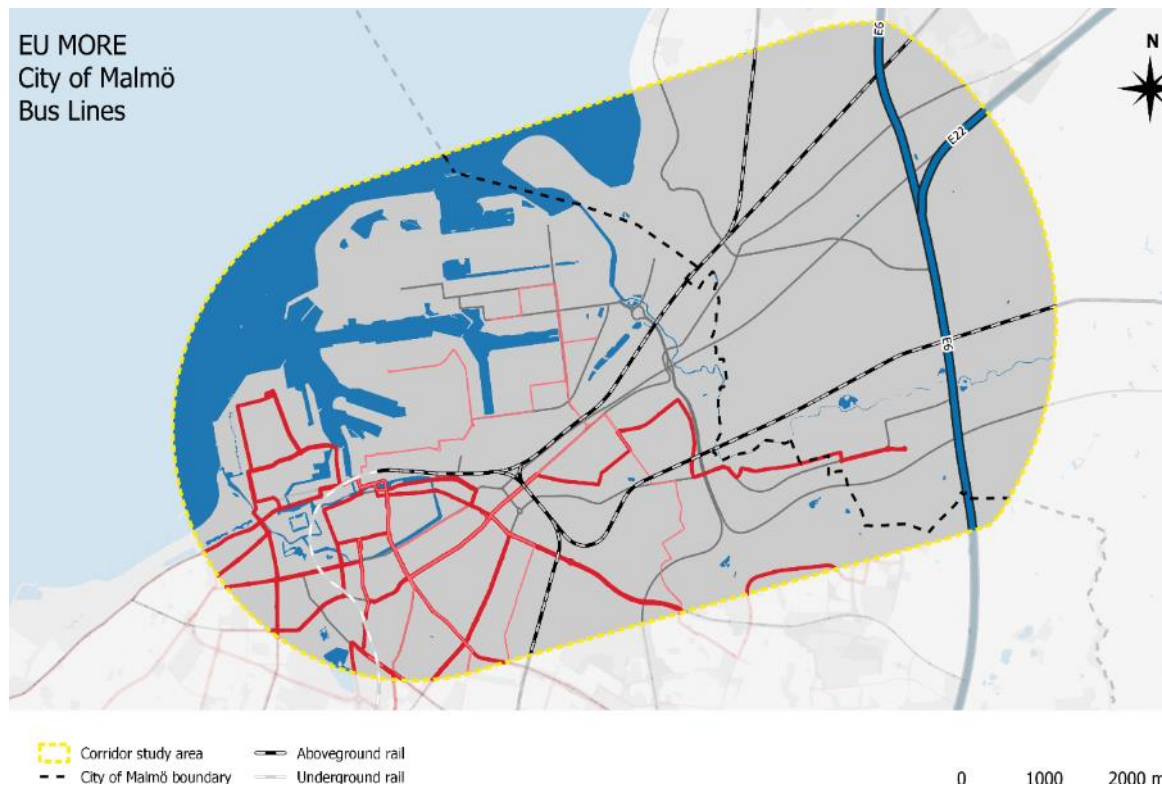 EU MORE
City of Malmö
Bus Lines
N
E6
E22
E6
Corridor study area
Aboveground rail
City of Malmö boundary
Underground rail
0 1000 2000 m